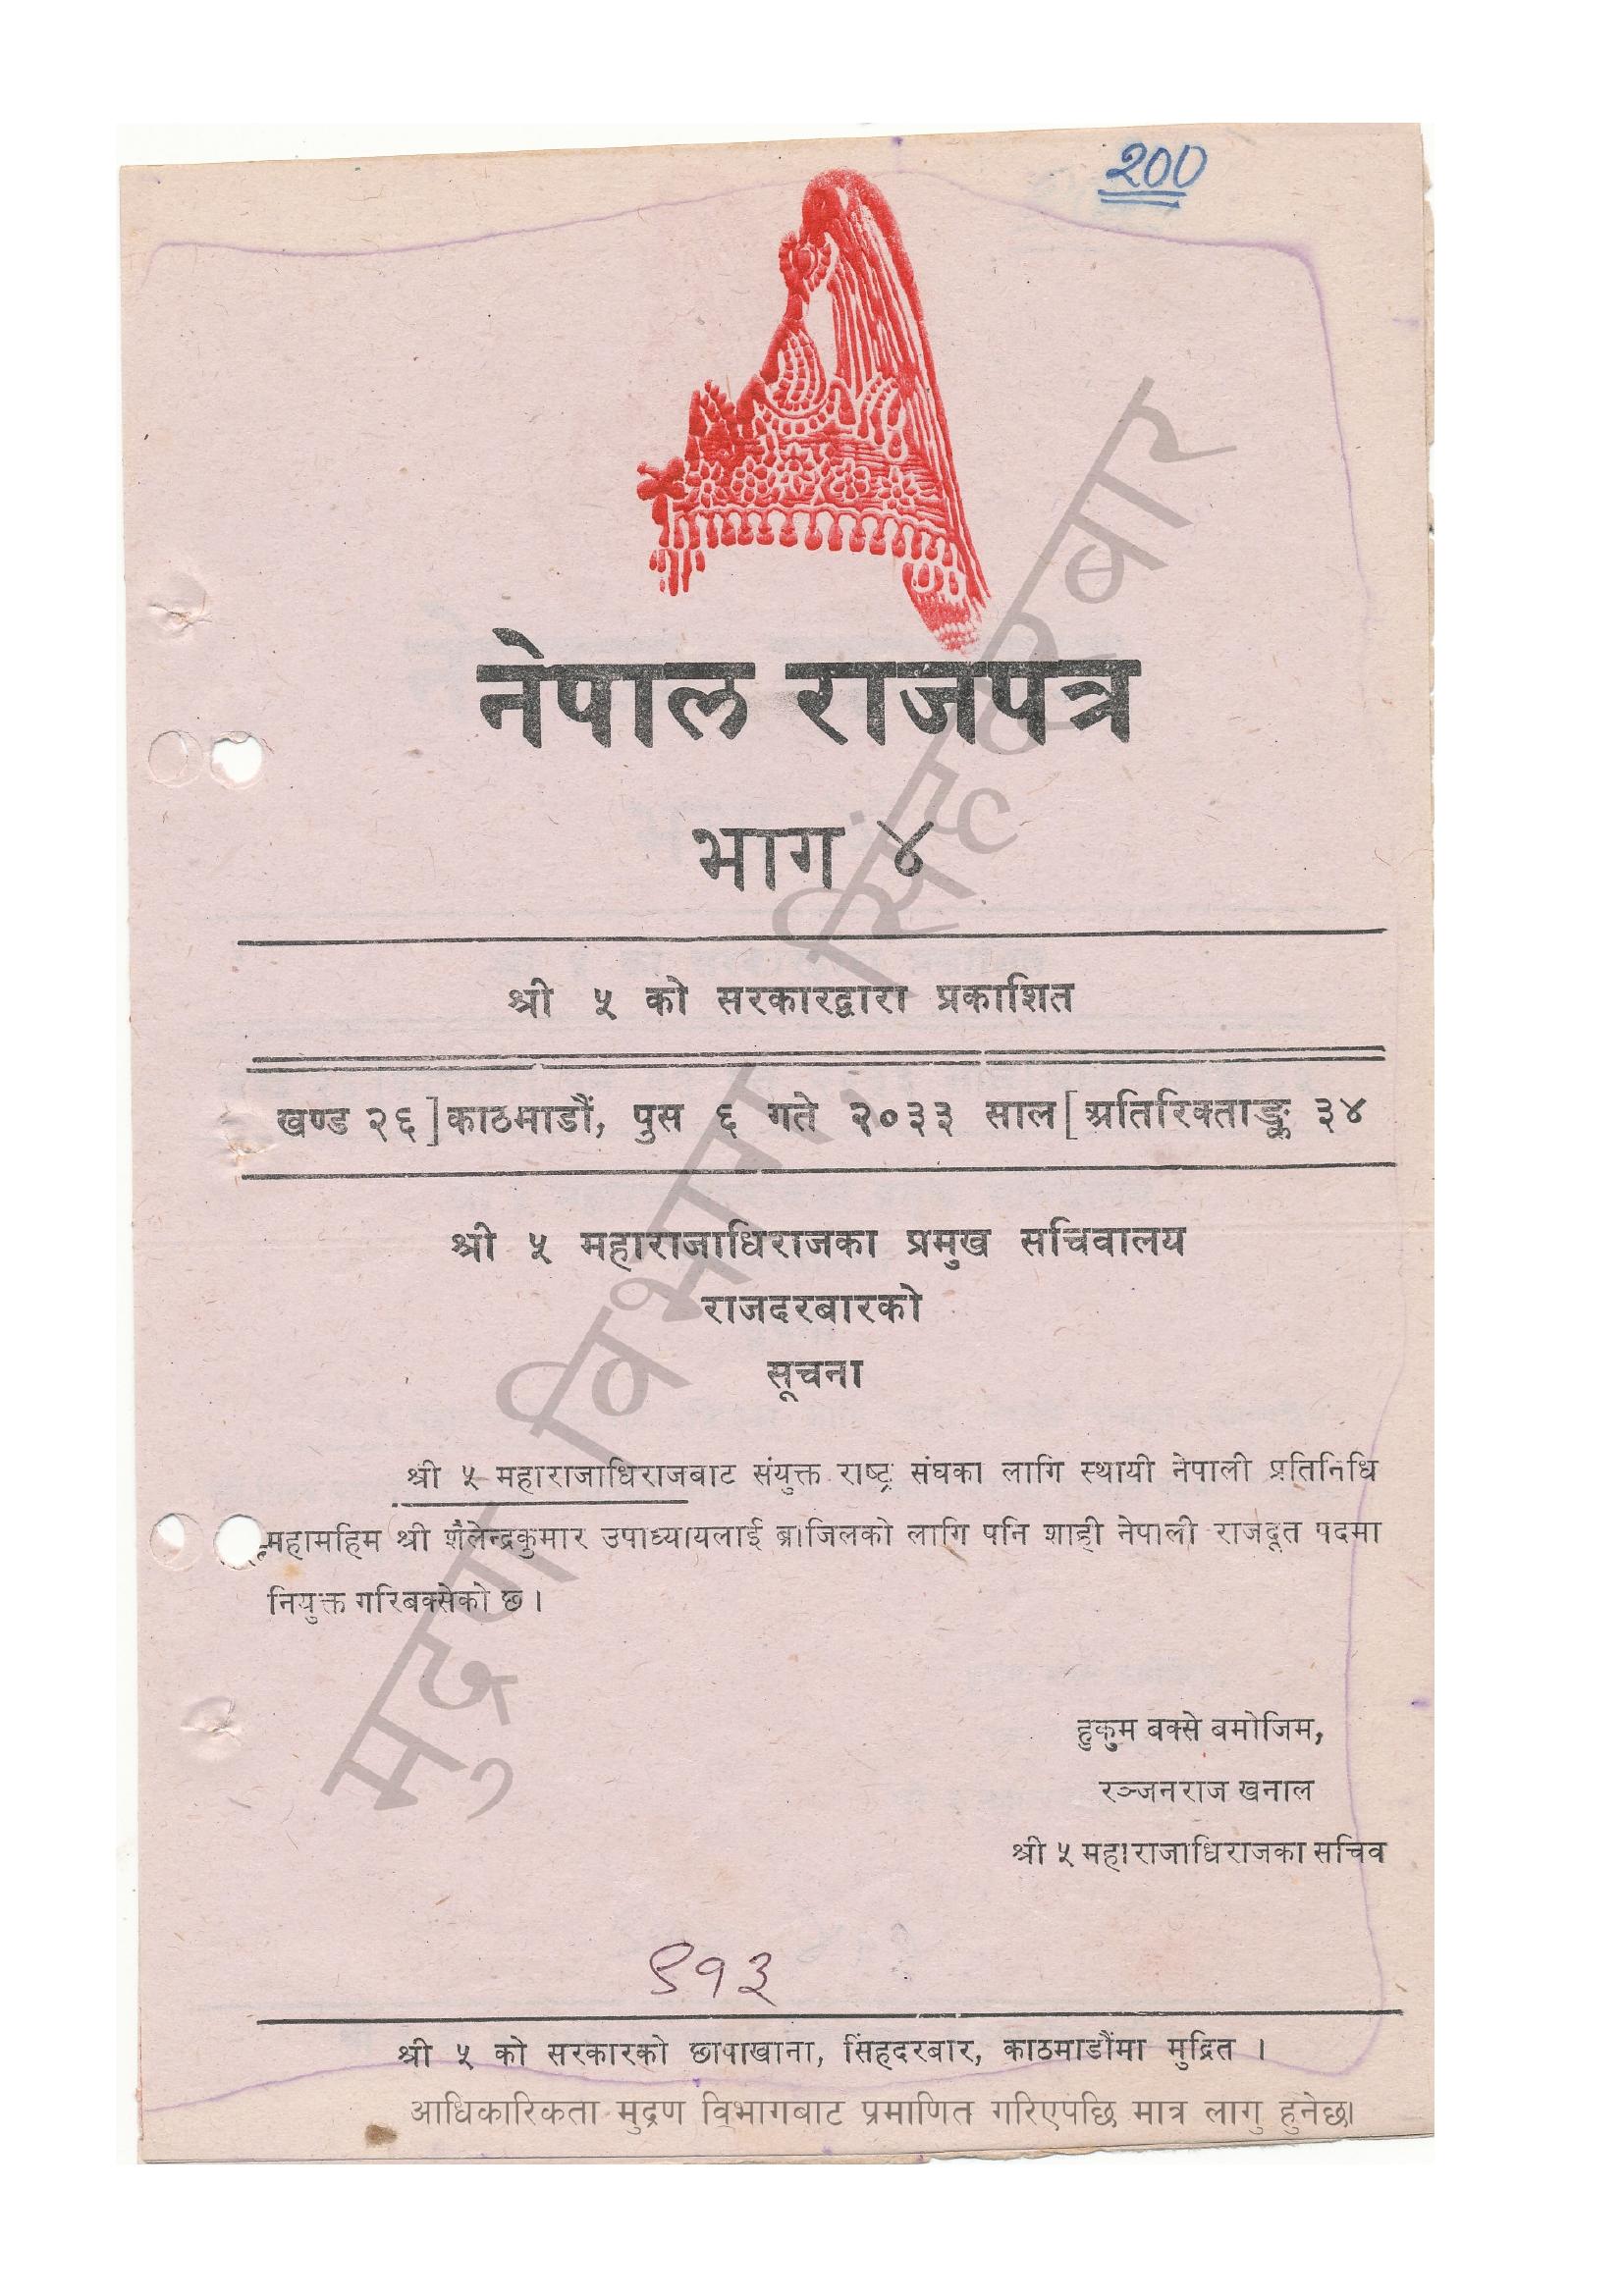 200
नेपाल राजपत्र
भाग ४
श्री ५ को सरकारद्वारा प्रकाशित
खण्ड २६] काठमाडौं, पुस ६ गते २०३३ साल [अतिरिक्ताङ्क ३४
श्री ५ महाराजाधिराजका प्रमुख सचिवालय
राजदरबारको
सूचना
श्री ५ महाराजाधिराजबाट संयुक्त राष्ट्र संघका लागि स्थायी नेपाली प्रतिनिधि
महामहिम श्री शैलेन्द्रकुमार उपाध्यायलाई ब्राजिलको लागि पनि शाही नेपाली राजदूत पदमा
नियुक्त गरिबक्सेको छ।
हुकुम बक्से बमोजिम,
रञ्जनराज खनाल
श्री ५ महाराजाधिराजका सचिव
९१३
श्री ५ को सरकारको छापाखाना, सिंहदरबार, काठमाडौंमा मुद्रित ।
आधिकारिकता मुद्रण विभागबाट प्रमाणित गरिएपछि मात्र लागु हुनेछ।
मुद्रण विभाग, सिंहदरबार